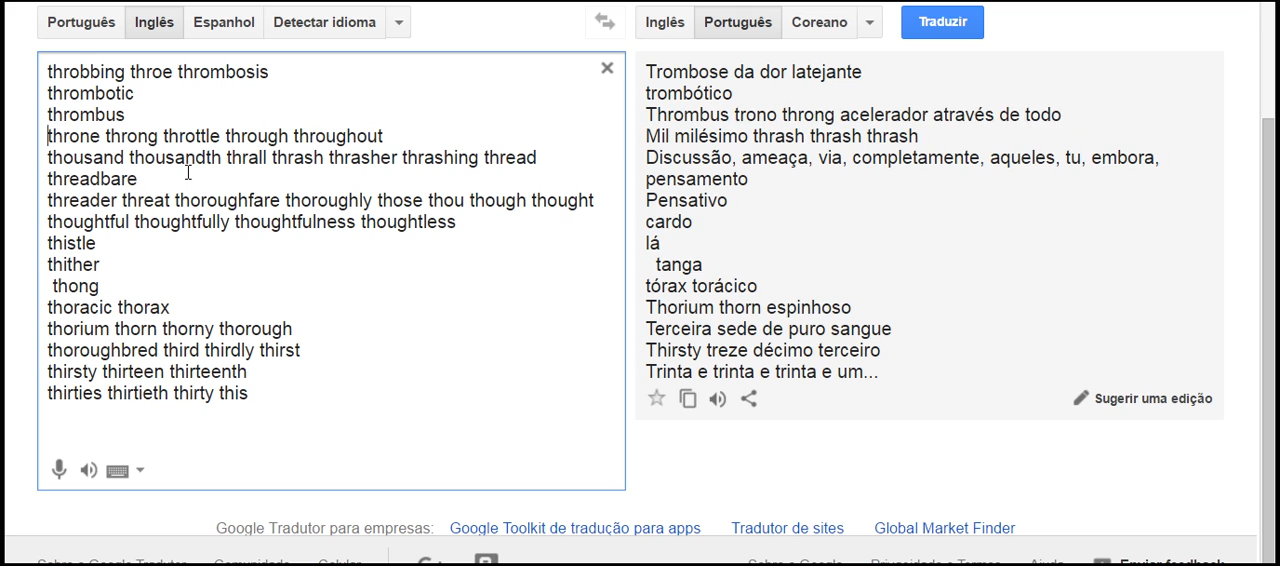 Português Inglês Espanhol Detectar idioma
Inglês Português Coreano Traduzir
throbbing throe thrombosis
thrombotic
thrombus
throne throng throttle through throughout
thousand thousandth thrall thrash thrasher thrashing thread
threadbare
threader threat thoroughfare thoroughly those thou though thought
thoughtful thoughtfully thoughtfulness thoughtless
thistle
thither
thong
thoracic thorax
thorium thorn thorny thorough
thoroughbred third thirdly thirst
thirsty thirteen thirteenth
thirties thirtieth thirty this
Trombose da dor latejante
trombótico
Thrombus trono throng acelerador através de todo
Mil milésimo thrash thrash thrash
Discussão, ameaça, via, completamente, aqueles, tu, embora,
pensamento
Pensativo
cardo
lá
tanga
tórax torácico
Thorium thorn espinhoso
Terceira sede de puro sangue
Thirsty treze décimo terceiro
Trinta e trinta e trinta e um...
Sugerir uma edição
Google Tradutor para empresas: Google Toolkit de tradução para apps Tradutor de sites Global Market Finder